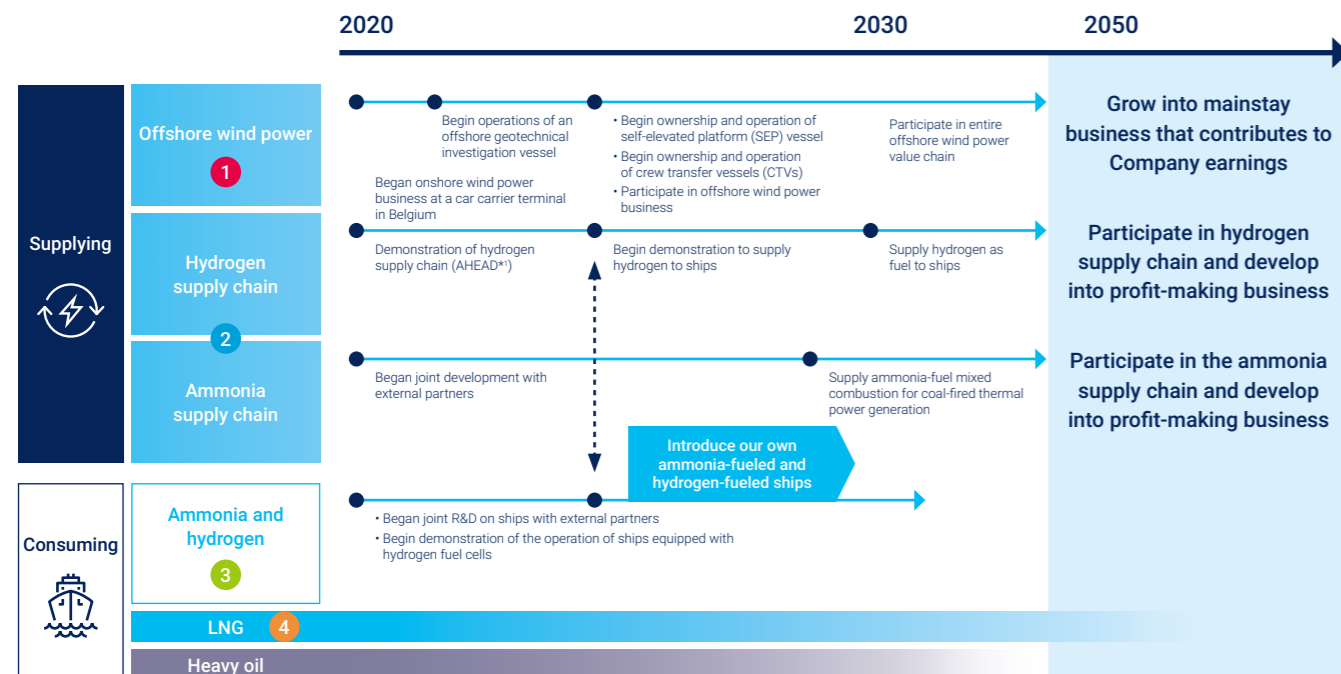 2020
2030
2050
Supplying
Offshore wind power
1
Begin operations of an
offshore geotechnical
investigation vessel
Began onshore wind power
business at a car carrier terminal
in Belgium
• Begin ownership and operation of
self-elevated platform (SEP) vessel
• Begin ownership and operation
of crew transfer vessels (CTVs)
• Participate in offshore wind power
business
Participate in entire
offshore wind power
value chain
Grow into mainstay
business that contributes to
Company earnings
Hydrogen
supply chain
Demonstration of hydrogen
supply chain (AHEAD*¹)
Begin demonstration to supply
hydrogen to ships
Supply hydrogen as
fuel to ships
Participate in hydrogen
supply chain and develop
into profit-making business
2
Ammonia
supply chain
Began joint development with
external partners
Supply ammonia-fuel mixed
combustion for coal-fired thermal
power generation
Participate in the ammonia
supply chain and develop
into profit-making business
Introduce our own
ammonia-fueled and
hydrogen-fueled ships
Consuming
Ammonia and
hydrogen
3
• Began joint R&D on ships with external partners
• Begin demonstration of the operation of ships equipped with
hydrogen fuel cells
LNG 4
Heavy oil